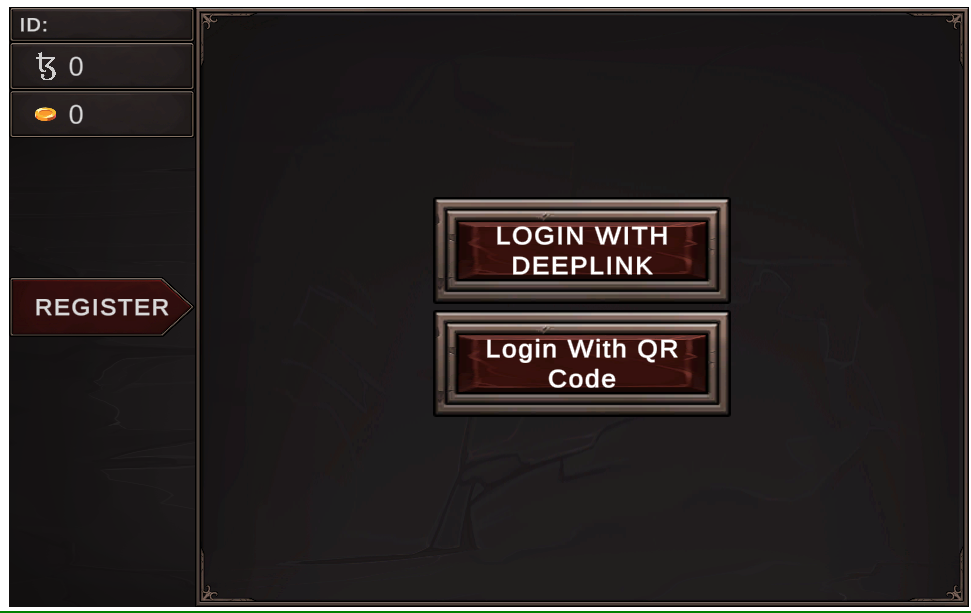 ID:
ꜩ 0
0
REGISTER
LOGIN WITH
DEEPLINK
Login With QR
Code